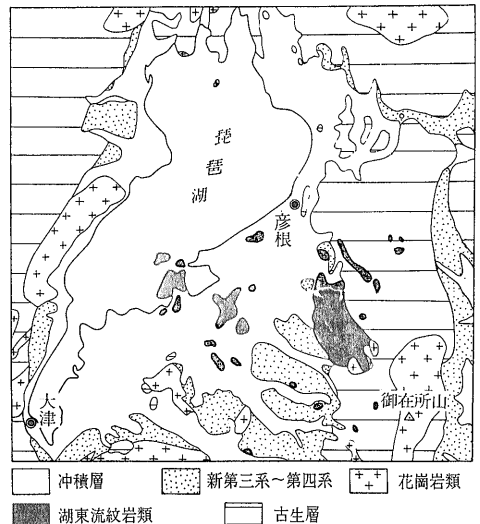 琵琶湖
彦根
大津
御在所山
沖積層
新第三系～第四系
花崗岩類
湖東流紋岩類
古生層